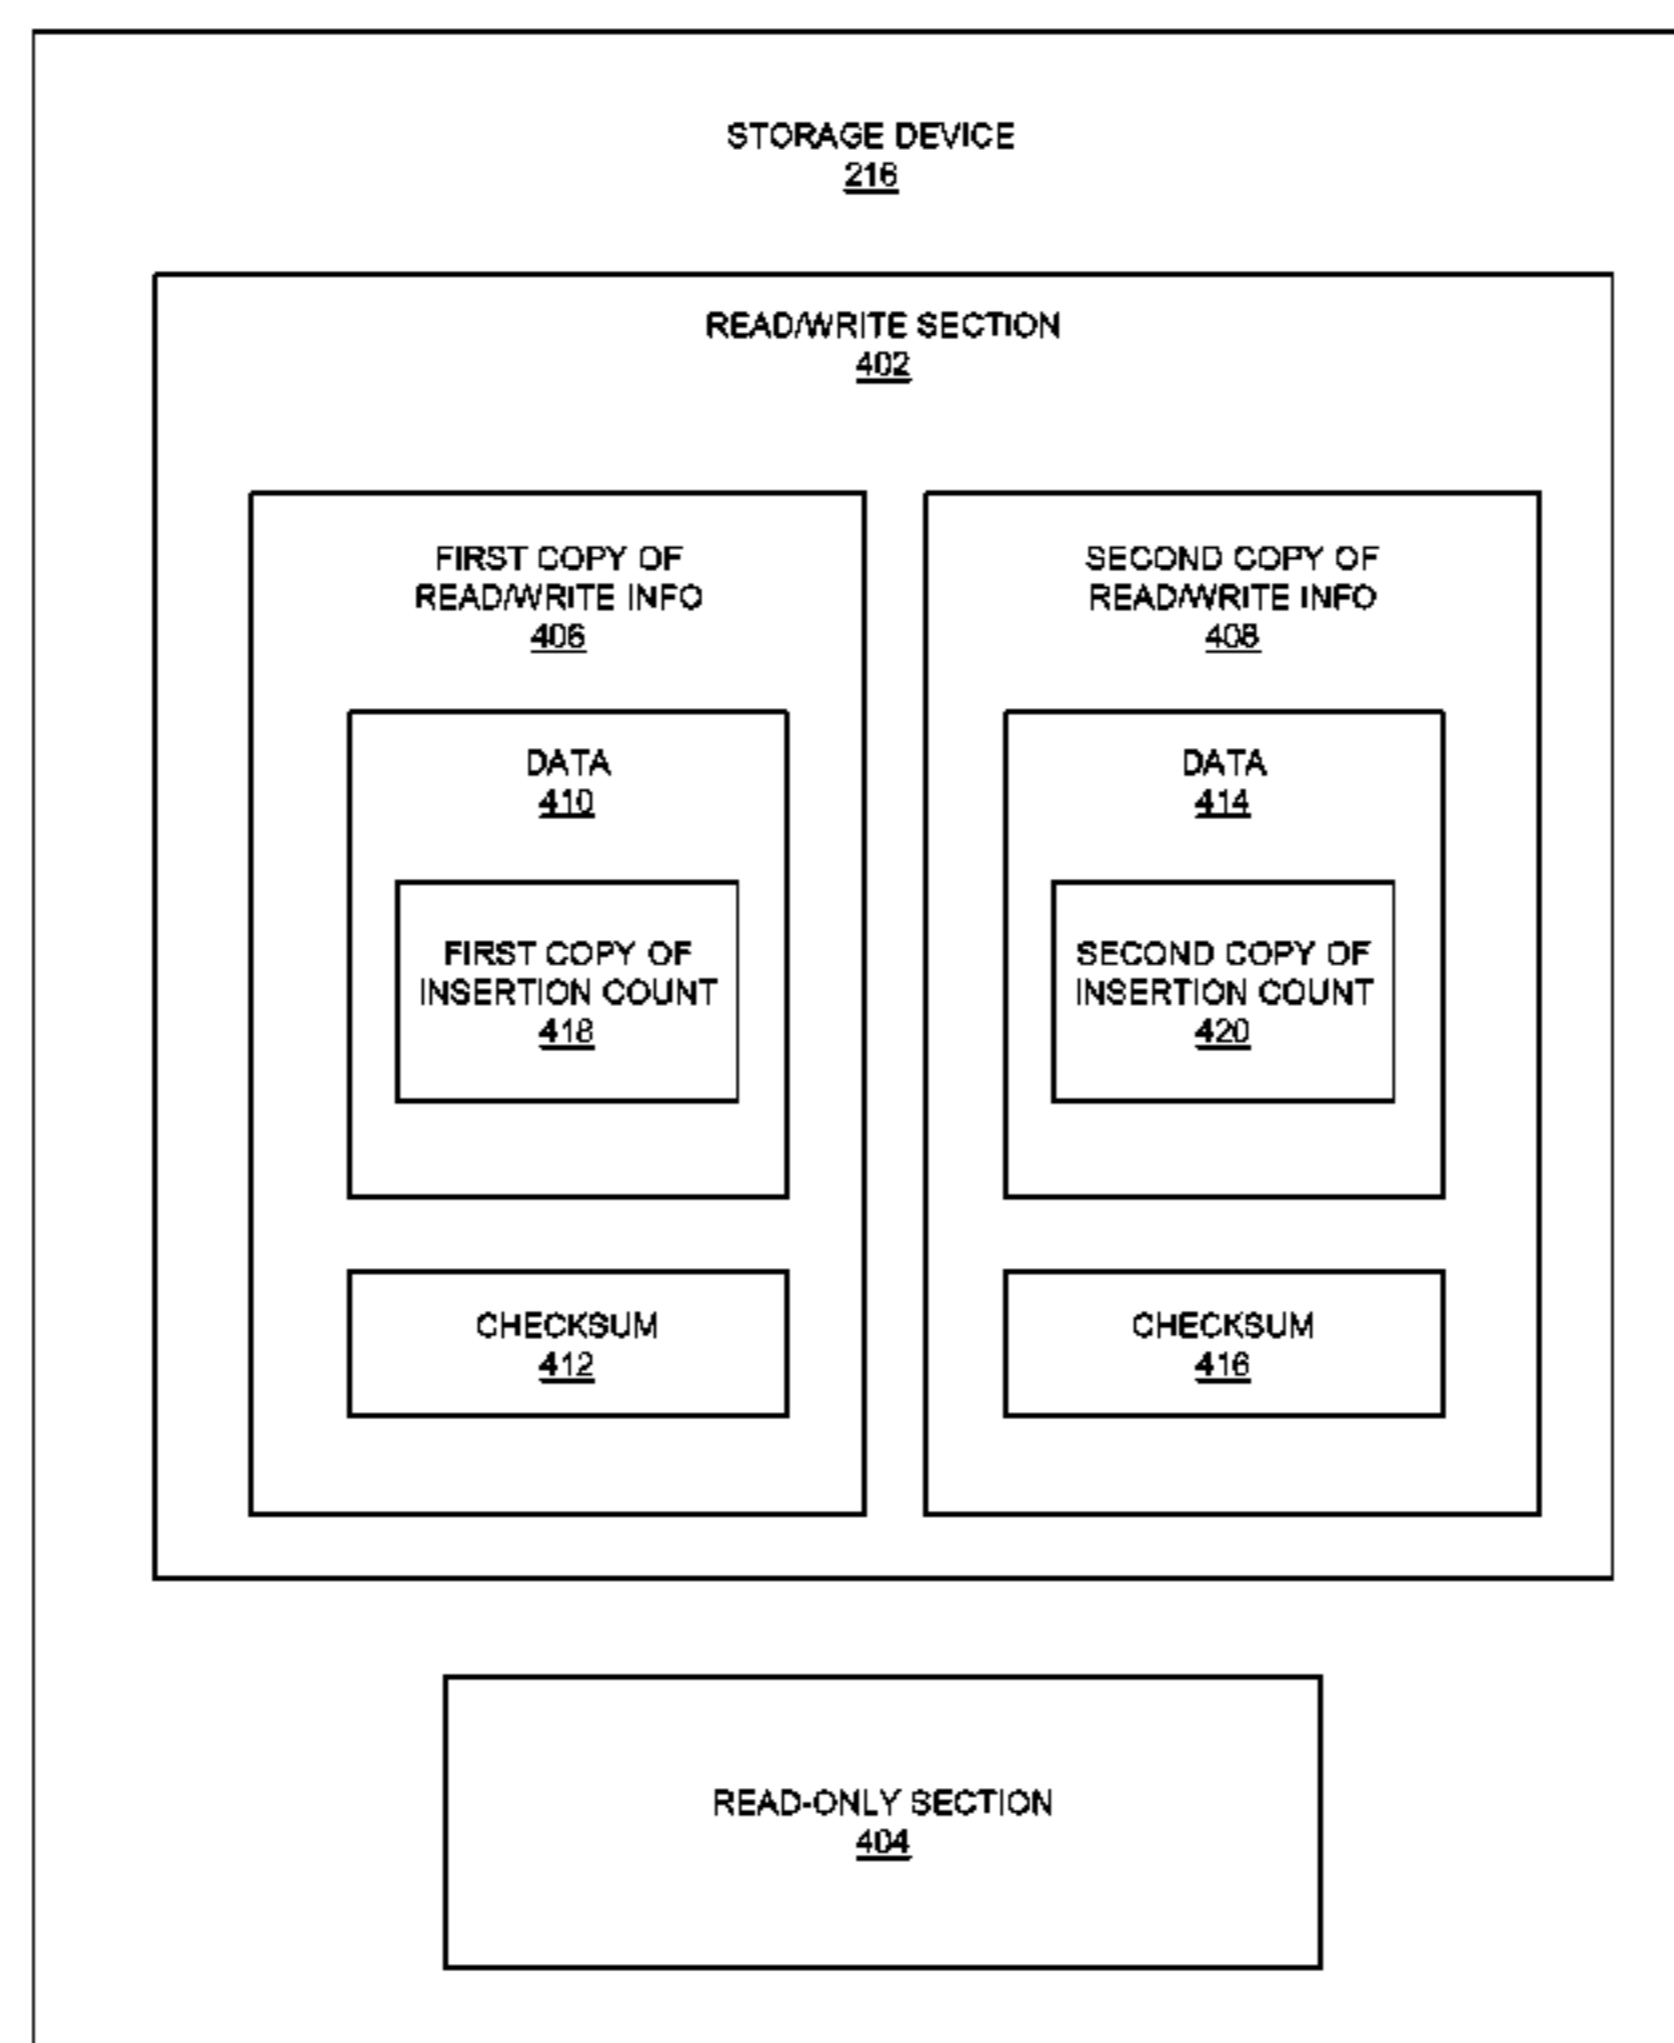 STORAGE DEVICE
216
READ/WRITE SECTION
402
FIRST COPY OF
READ/WRITE INFO
406
DATA
410
FIRST COPY OF
INSERTION COUNT
418
CHECKSUM
412
SECOND COPY OF
READ/WRITE INFO
408
DATA
414
SECOND COPY OF
INSERTION COUNT
420
CHECKSUM
416
READ-ONLY SECTION
404